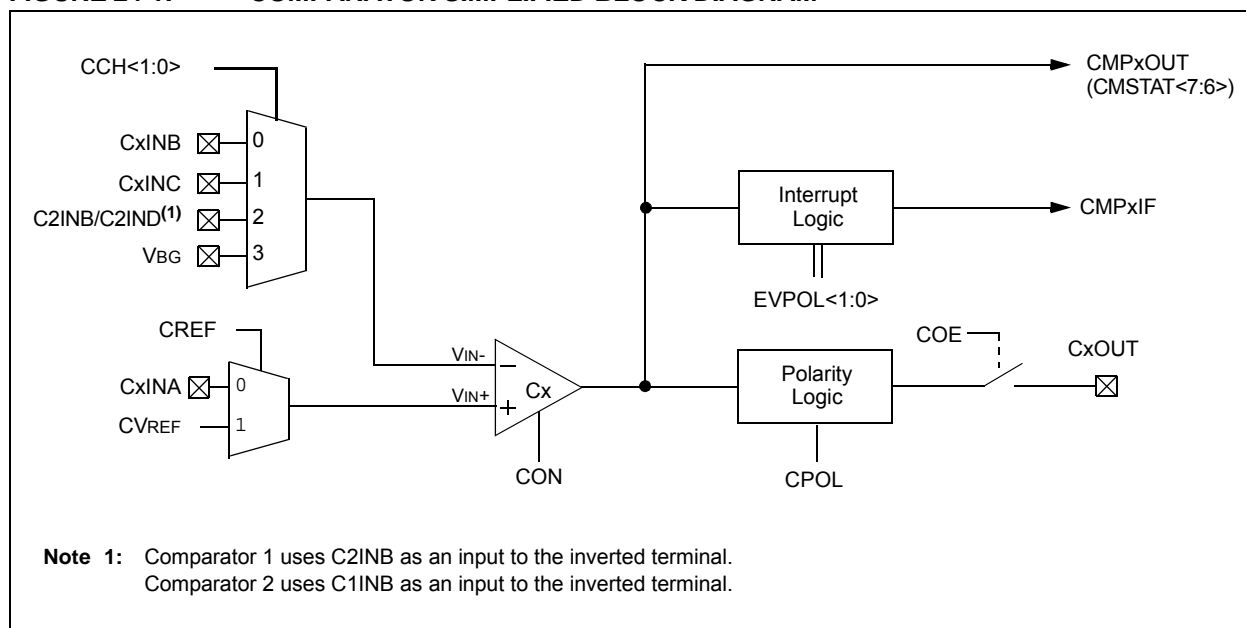 CCH<1:0>
CMPxOUT
(CMSTAT<7:6>)
CxINB
0
CxINC
1
C2INB/C2IND(1)
2
VBG
3
Interrupt
Logic
CMPxIF
EVPOL<1:0>
CREF
COE
CxOUT
VIN-
–
CxINA
0
Cx
Polarity
Logic
VIN+
+
CVREF
1
CON
CPOL
Note 1: Comparator 1 uses C2INB as an input to the inverted terminal.
Comparator 2 uses C1INB as an input to the inverted terminal.